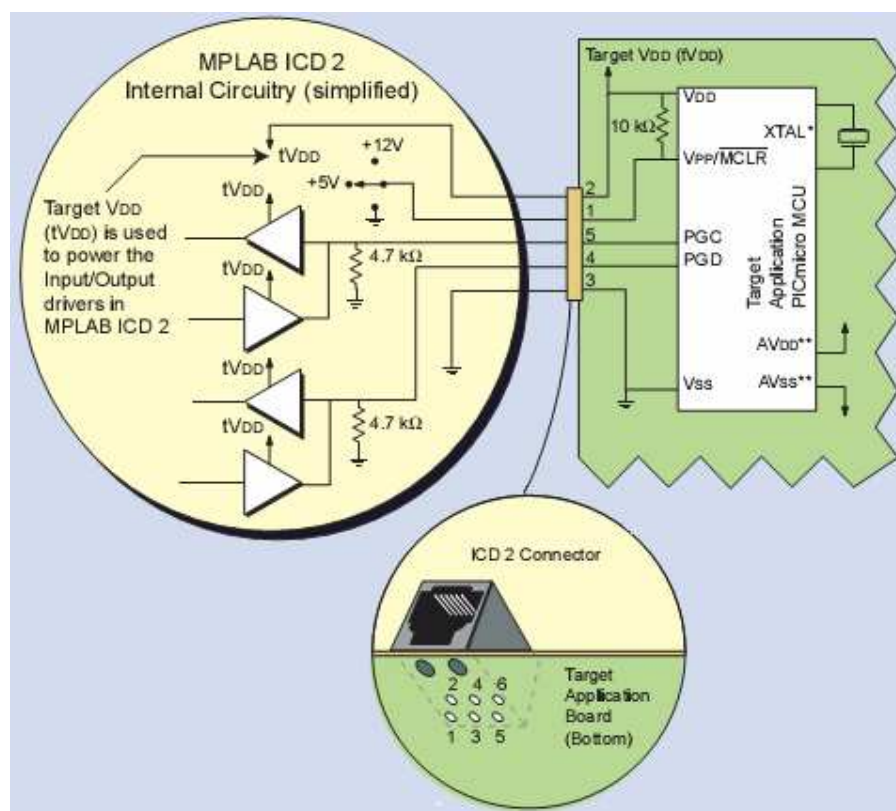 MPLAB ICD 2
Internal Circuitry (simplified)
+12V
tVDD
+5V
tVDD
Target VDD
(tVDD) is used
to power the
Input/Output
drivers in
MPLAB ICD 2
4.7 kΩ
tVDD
tVDD
tVDD
4.7 kΩ
Target VDD (tVDD)
VDD
10 kΩ
XTAL*
VPP/MCLR
2
1
5
4
3
PGC
PGD
Target
Application
PICmicro MCU
AVDD**
VSS
AVSS**
ICD 2 Connector
2 4 6
1 3 5
Target
Application
Board
(Bottom)